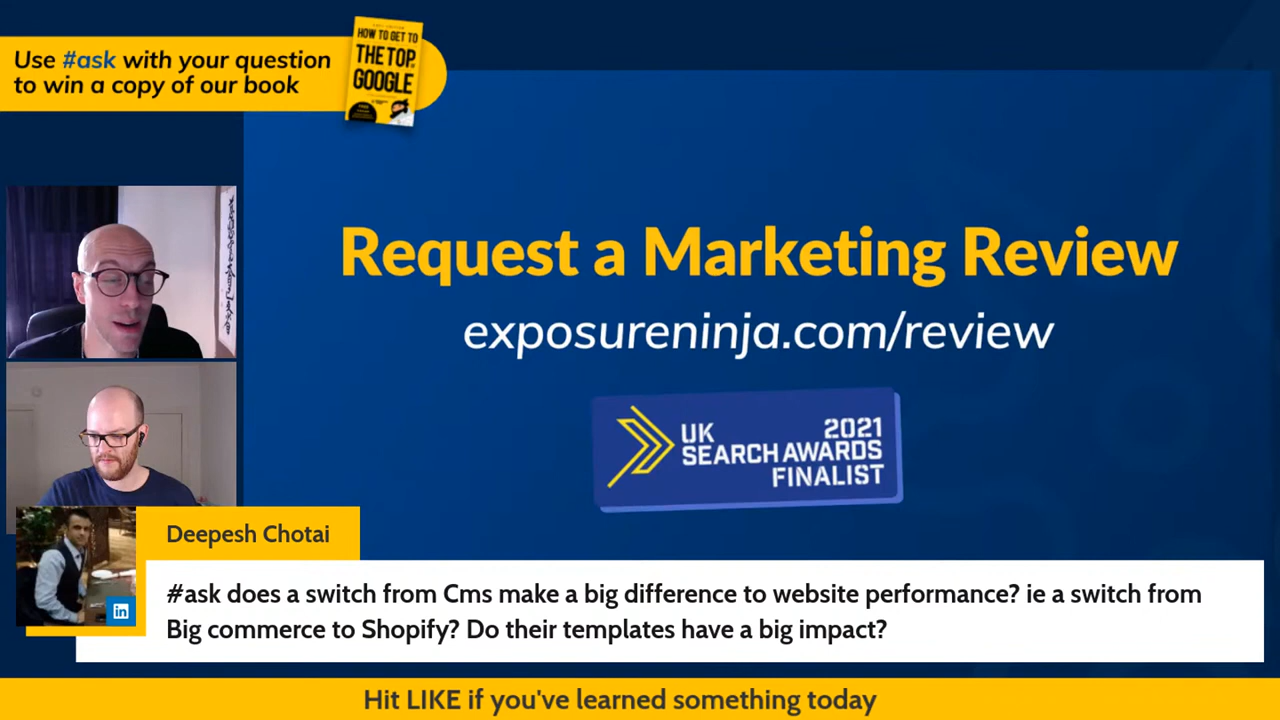 Use #ask with your question
to win a copy of our book
HOW TO GET TO
THE TOP
GOOGLE
Request a Marketing Review
exposureninja.com/review
UK
SEARCH AWARDS
2021
FINALIST
Deepesh Chotai
in
#ask does a switch from Cms make a big difference to website performance? ie a switch from
Big commerce to Shopify? Do their templates have a big impact?
Hit LIKE if you've learned something today